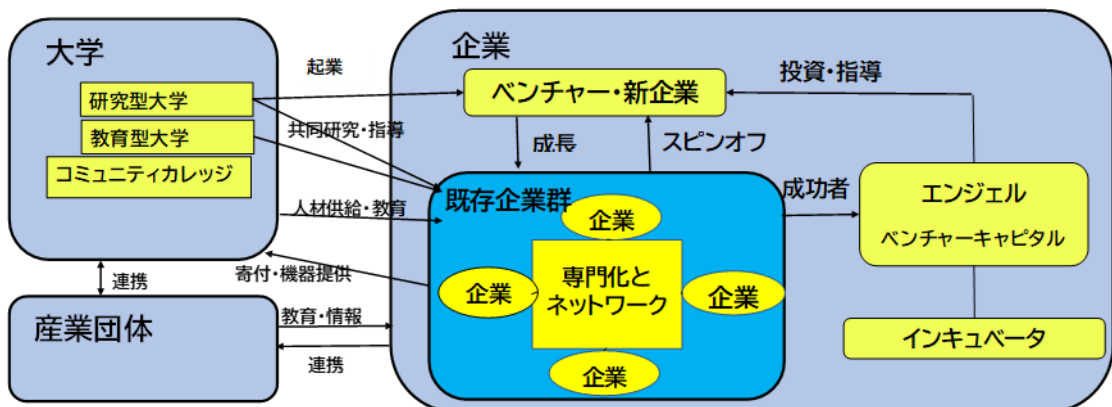 大学
研究型大学
教育型大学
コミュニティカレッジ
起業
共同研究・指導
人材供給・教育
寄付・機器提供
連携
産業団体
教育・情報
連携
企業
ベンチャー・新企業
投資・指導
成長
スピンオフ
既存企業群
企業
企業
専門化と
ネットワーク
企業
企業
成功者
エンジェル
ベンチャーキャピタル
インキュベータ